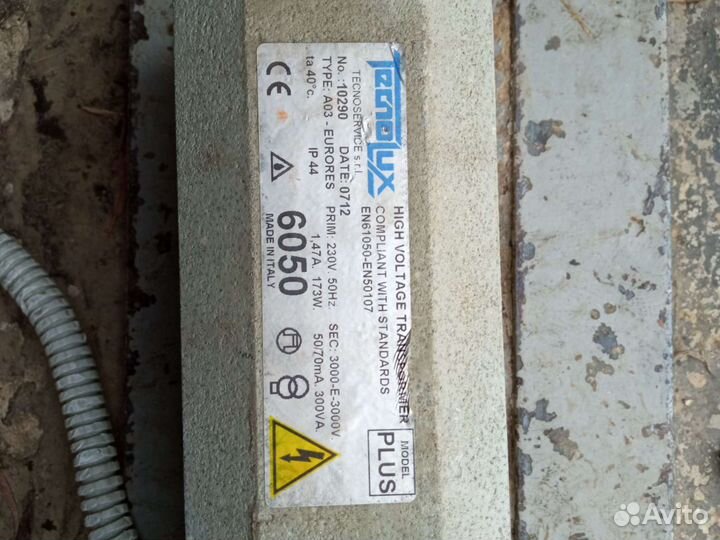 TECNOLUX
TECNOSERVICE s.r.l.
HIGH VOLTAGE TRANSFORMER
COMPLIANT WITH STANDARDS
EN61050-EN50107
MODEL
PLUS
No.:10290 DATE: 0712
TYPE: A03 - EURORES
ta 40°c. IP 44
PRIM: 230V. 50Hz.
1,47A. 173W.
SEC: 3000-E-3000V.
50/70mA. 300VA.
CE
6050
MADE IN ITALY
Avito